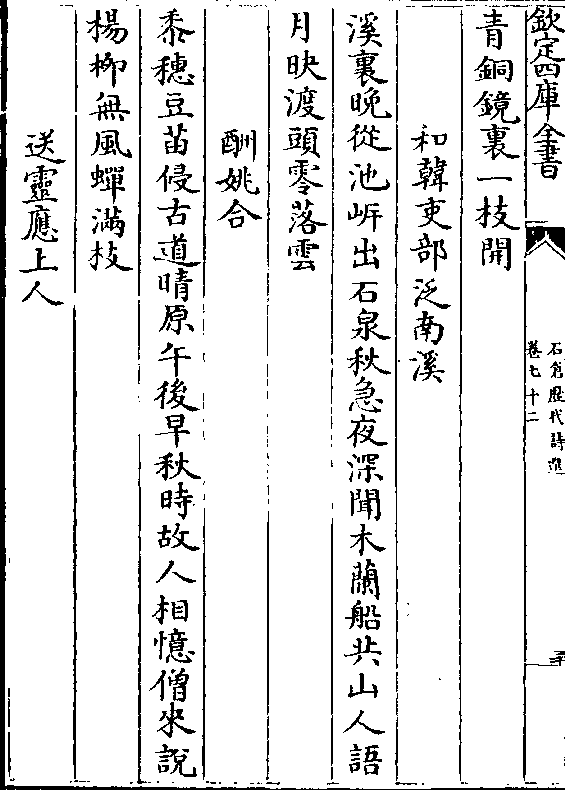 欽定四庫全書
石倉歷代詩選
卷七十二
青銅鏡裏一枝開
和韓吏部泛南溪
溪裏晚從池岍出石泉秋急夜深聞木蘭船共山人語
月映渡頭零落雲
酬姚合
黍穗豆苗侵古道晴原午後早秋時故人相憶僧來說
楊柳無風蟬滿枝
送靈應上人